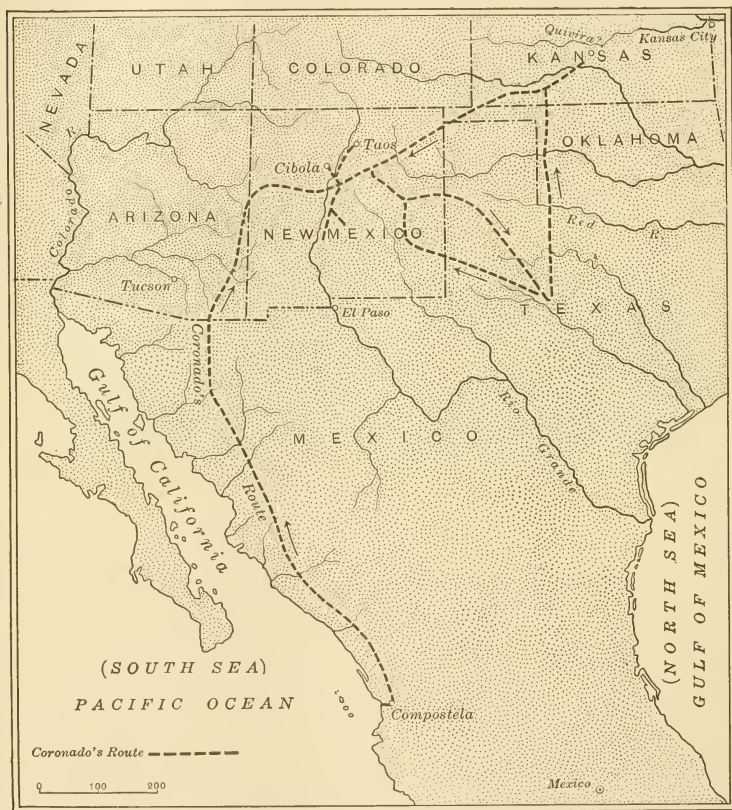 Quivira?
Kansas City
NEVADA
UTAH
COLORADO
KANSAS
OKLAHOMA
Taos
Cibola
Colorado R.
ARIZONA
NEW MEXICO
Red R.
Tucson
El Paso
TEXAS
Coronado's
Route
Gulf of California
MEXICO
Rio Grande
(NORTH SEA)
GULF OF MEXICO
(SOUTH SEA)
PACIFIC OCEAN
Compostela
Coronado's Route
0 100 200
Mexico